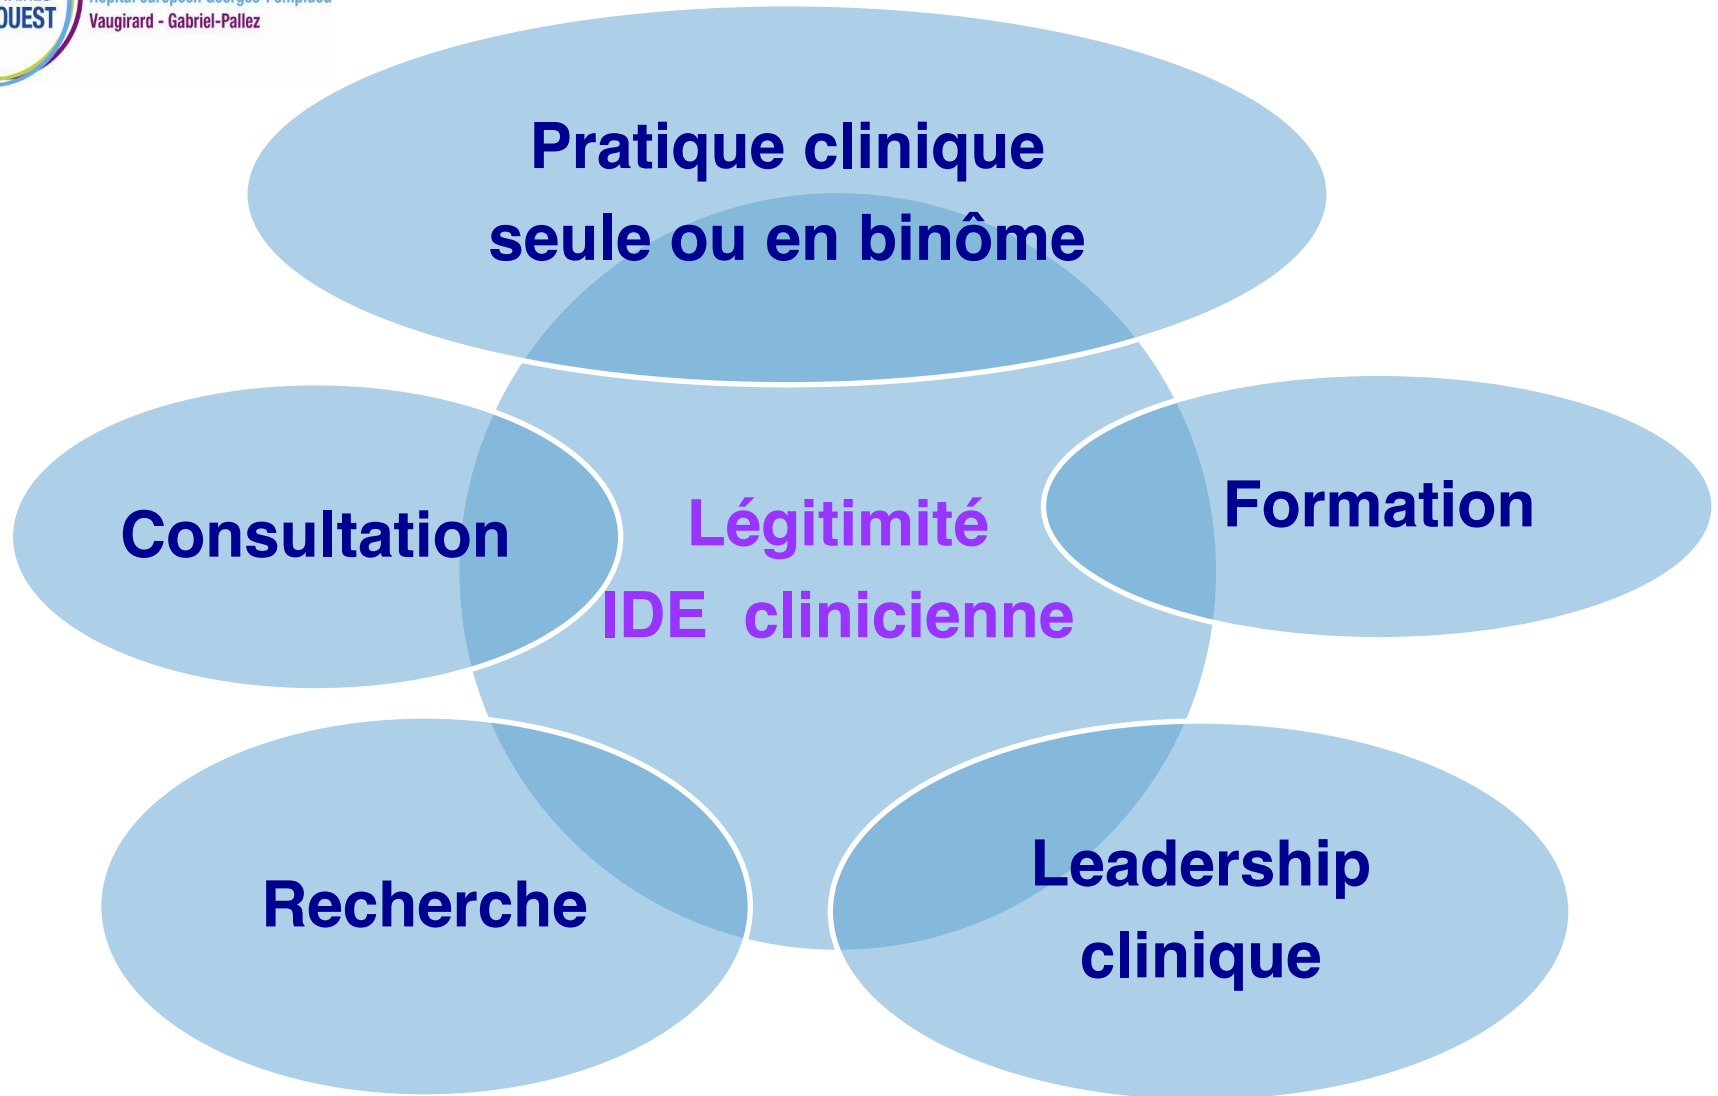 OUEST
Vaugirard - Gabriel-Pallez
Pratique clinique
seule ou en binôme
Consultation
Légitimité
IDE clinicienne
Formation
Recherche
Leadership
clinique